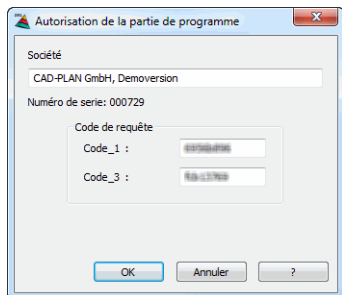 Autorisation de la partie de programme
Société
CAD-PLAN GmbH, Demoversion
Numéro de serie: 000729
Code de requête
Code_1 :
Code_3 :
OK Annuler ?